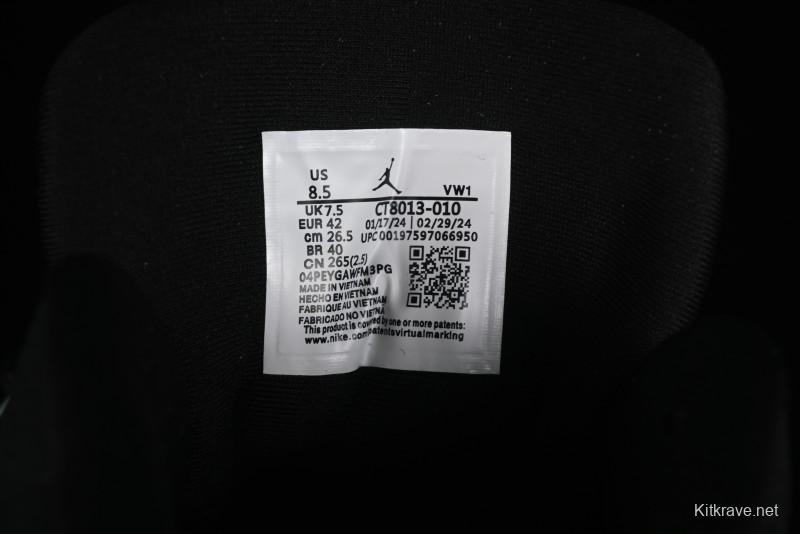 US
8.5 VW1
UK 7.5 CT8013-010
EUR 42 01/17/24 | 02/29/24
cm 26.5 UPC 00197597066950
BR 40
CN 265(2.5)
04PEYGAWFM3PG
MADE IN VIETNAM
HECHO EN VIETNAM
FABRIQUE AU VIETNAM
FABRICADO NO VIETNA
This product is covered by one or more patents:
www.nike.com/patentsvirtualmarking
Kitkrave.net